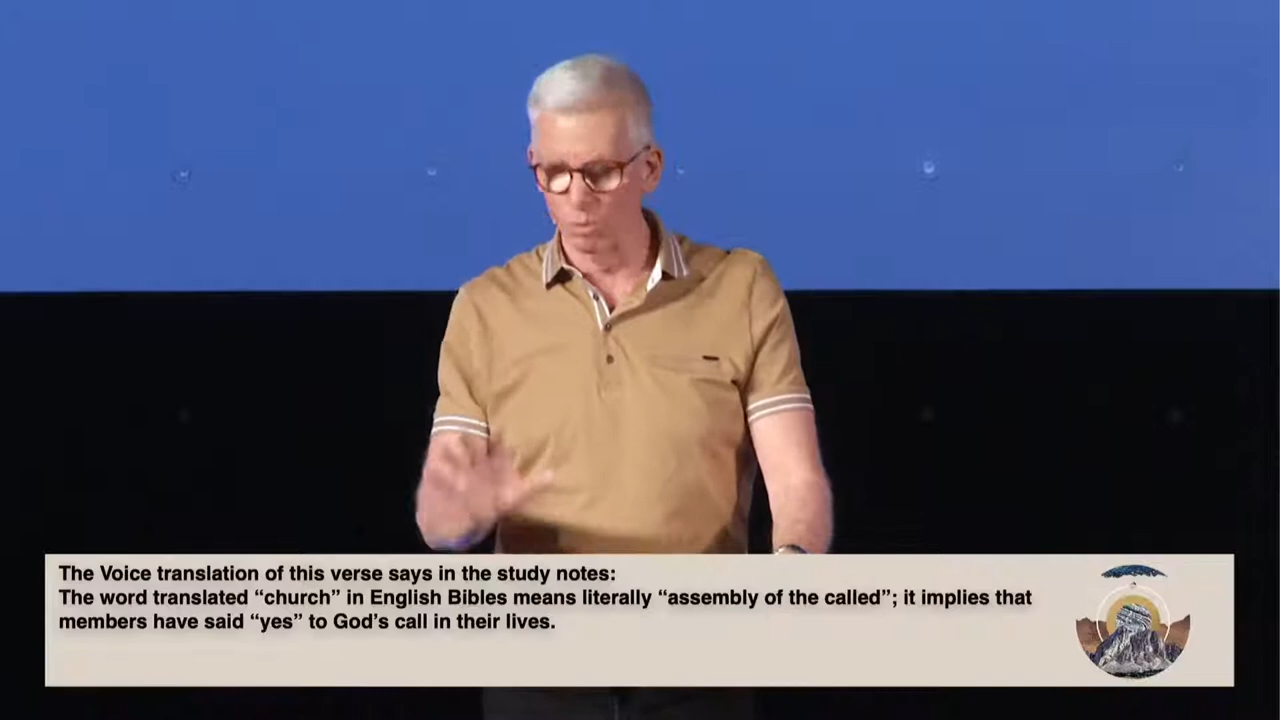 The Voice translation of this verse says in the study notes:
The word translated “church” in English Bibles means literally “assembly of the called”; it implies that
members have said “yes” to God’s call in their lives.